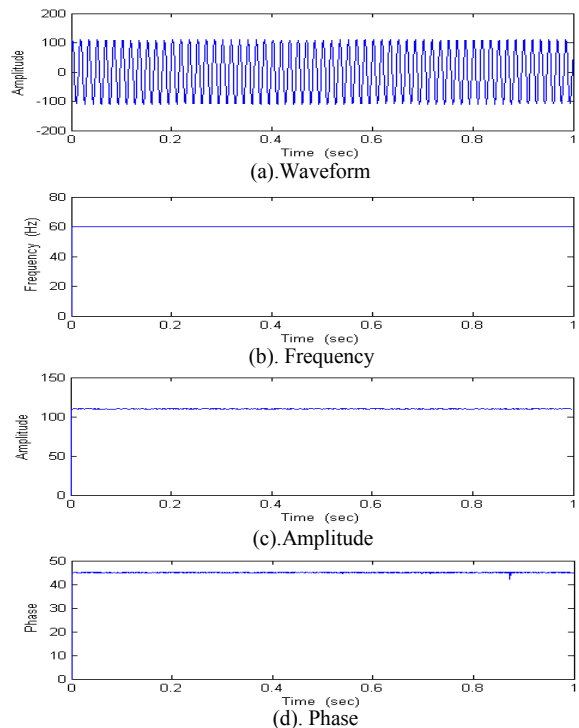 200
100
0
-100
-200
Amplitude
0 0.2 0.4 0.6 0.8 1
Time (sec)
(a).Waveform
80
60
40
20
0
Frequency (Hz)
0 0.2 0.4 0.6 0.8 1
Time (sec)
(b). Frequency
150
100
50
0
Amplitude
0 0.2 0.4 0.6 0.8 1
Time (sec)
(c).Amplitude
50
40
30
20
10
0
Phase
0 0.2 0.4 0.6 0.8 1
Time (sec)
(d). Phase